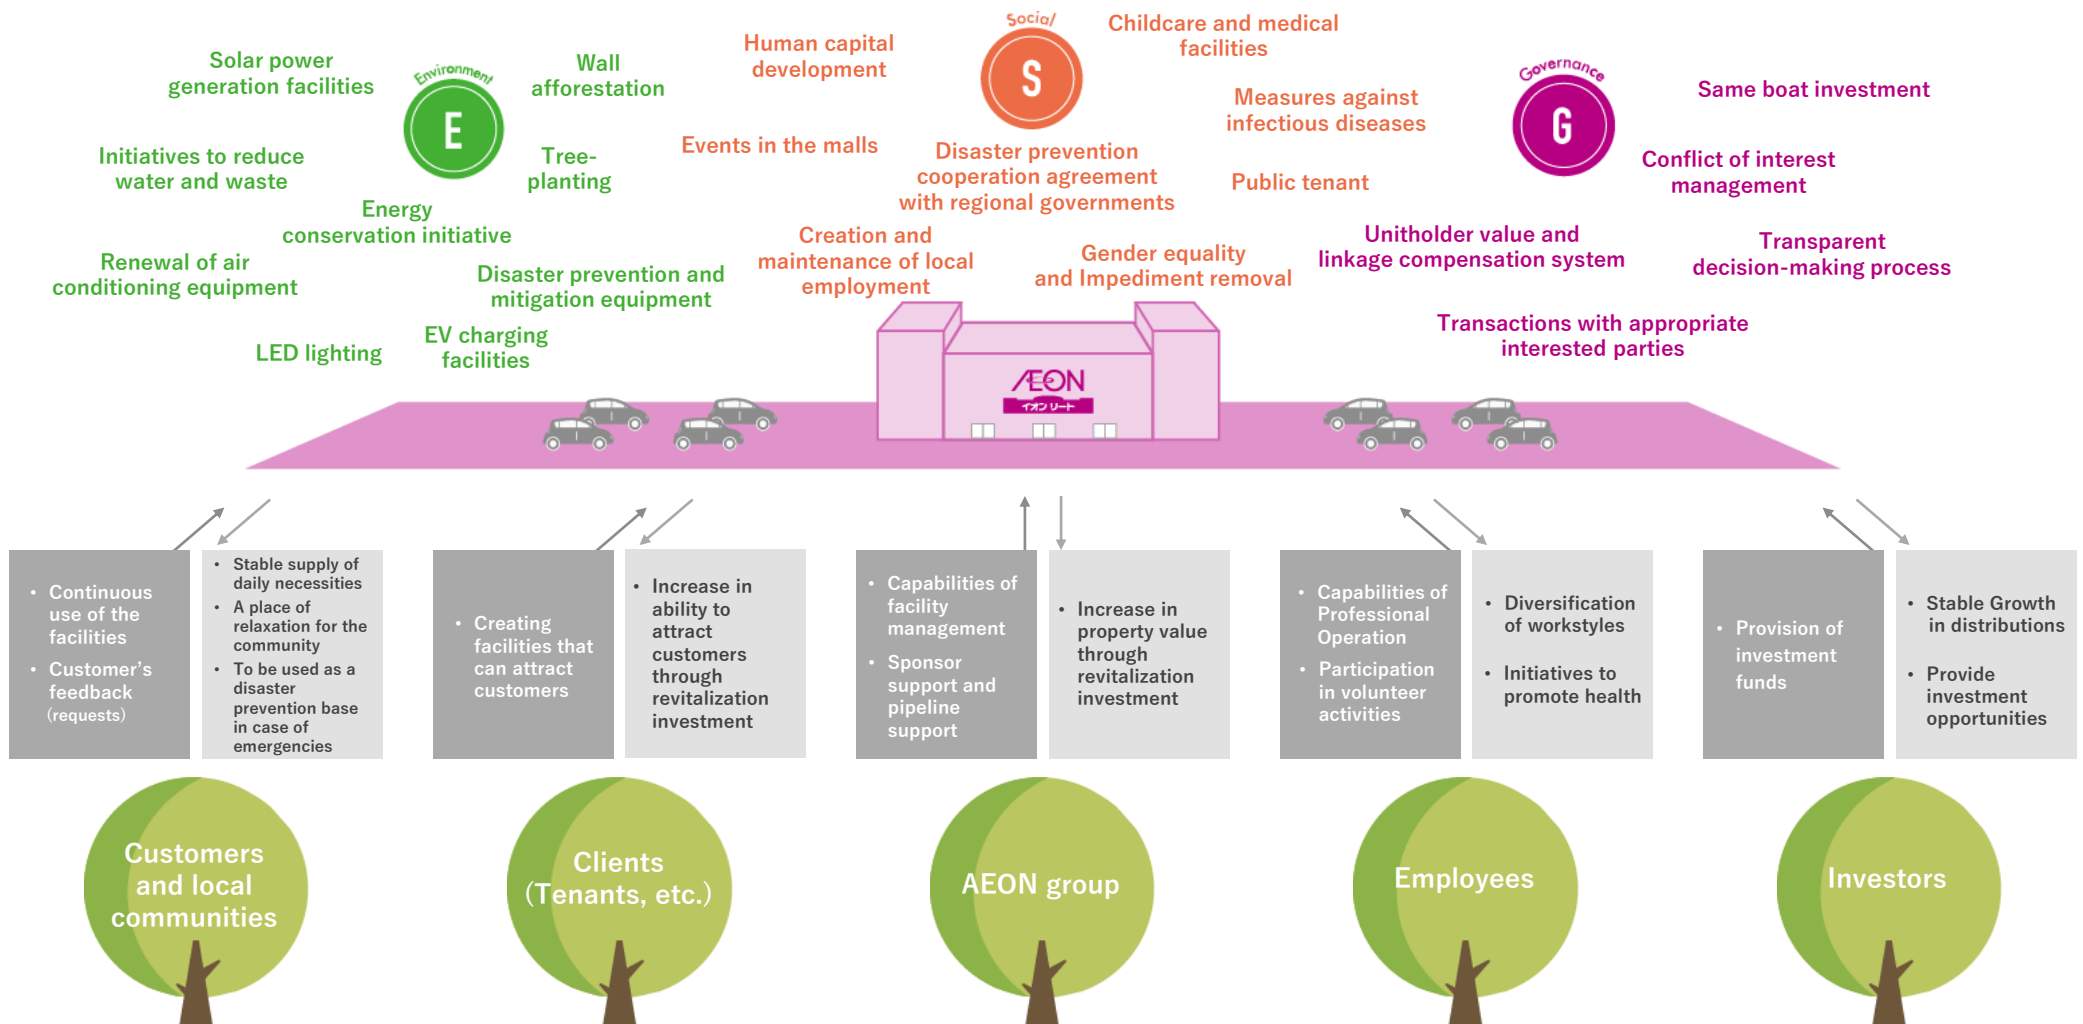 Environment
E
Solar power
generation facilities
Wall
afforestation
Initiatives to reduce
water and waste
Tree-
planting
Energy
conservation initiative
Renewal of air
conditioning equipment
Disaster prevention and
mitigation equipment
LED lighting
EV charging
facilities
Social
S
Human capital
development
Childcare and medical
facilities
Measures against
infectious diseases
Events in the malls
Disaster prevention
cooperation agreement
with regional governments
Public tenant
Creation and
maintenance of local
employment
Gender equality
and Impediment removal
Governance
G
Same boat investment
Conflict of interest
management
Unitholder value and
linkage compensation system
Transparent
decision-making process
Transactions with appropriate
interested parties
ÆON
イオン リート
• Continuous
use of the
facilities
• Customer’s
feedback
(requests)
• Stable supply of
daily necessities
• A place of
relaxation for the
community
• To be used as a
disaster
prevention base
in case of
emergencies
• Creating
facilities that
can attract
customers
• Increase in
ability to
attract
customers
through
revitalization
investment
• Capabilities of
facility
management
• Sponsor
support and
pipeline
support
• Increase in
property value
through
revitalization
investment
• Capabilities of
Professional
Operation
• Participation
in volunteer
activities
• Diversification
of workstyles
• Initiatives to
promote health
• Provision of
investment
funds
• Stable Growth
in distributions
• Provide
investment
opportunities
Customers
and local
communities
Clients
(Tenants, etc.)
AEON group
Employees
Investors